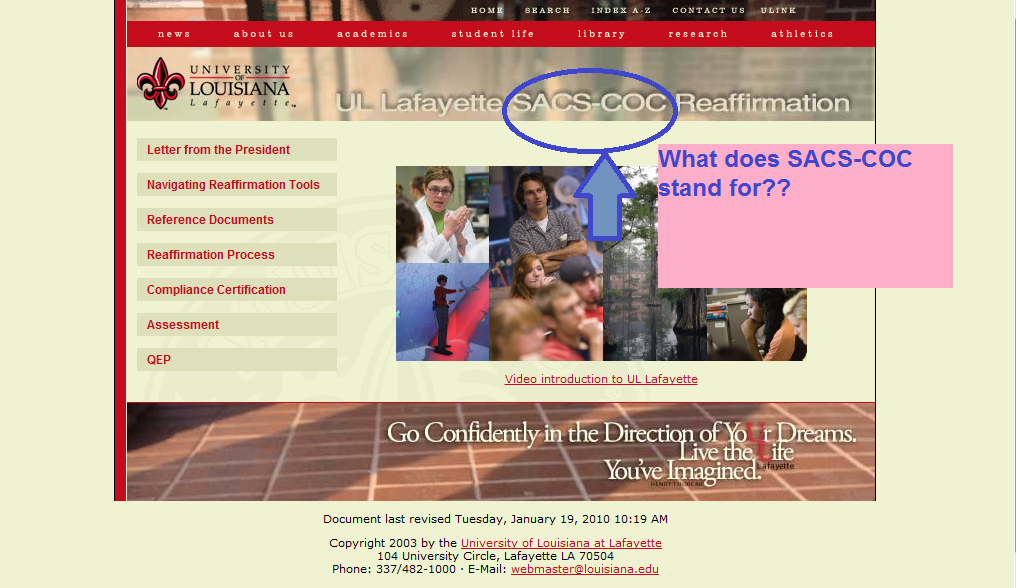 HOME SEARCH INDEX A-Z CONTACT US ULINK
news about us academics student life library research athletics
UNIVERSITY
OF
LOUISIANA
Lafayette™
UL Lafayette SACS-COC Reaffirmation
Letter from the President
Navigating Reaffirmation Tools
Reference Documents
Reaffirmation Process
Compliance Certification
Assessment
QEP
What does SACS-COC
stand for??
Video introduction to UL Lafayette
Go Confidently in the Direction of YoUr Dreams.
Live the Life
Lafayette
You've Imagined.
HENRY THOREAU
Document last revised Tuesday, January 19, 2010 10:19 AM
Copyright 2003 by the University of Louisiana at Lafayette
104 University Circle, Lafayette LA 70504
Phone: 337/482-1000 · E-Mail: webmaster@louisiana.edu